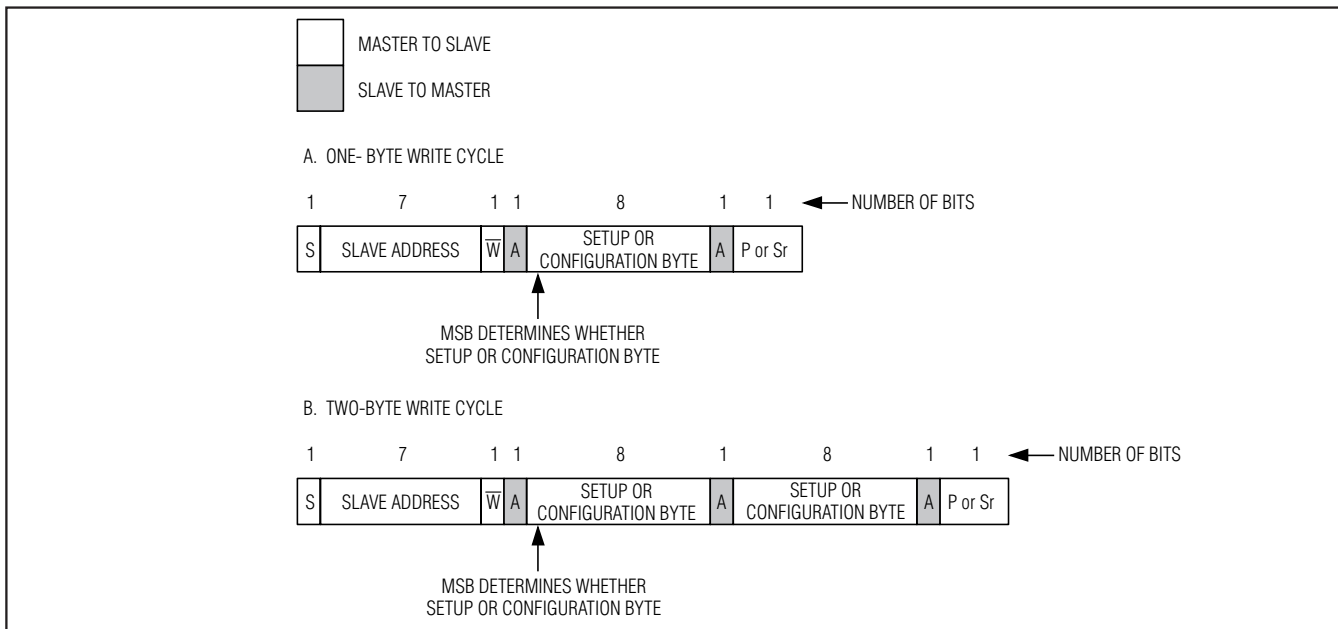 MASTER TO SLAVE
SLAVE TO MASTER
A. ONE- BYTE WRITE CYCLE
1 7 1 1 8 1 1 NUMBER OF BITS
S SLAVE ADDRESS W̅ A SETUP OR CONFIGURATION BYTE A P or Sr
MSB DETERMINES WHETHER
SETUP OR CONFIGURATION BYTE
B. TWO-BYTE WRITE CYCLE
1 7 1 1 8 1 8 1 1 NUMBER OF BITS
S SLAVE ADDRESS W̅ A SETUP OR CONFIGURATION BYTE A SETUP OR CONFIGURATION BYTE A P or Sr
MSB DETERMINES WHETHER
SETUP OR CONFIGURATION BYTE